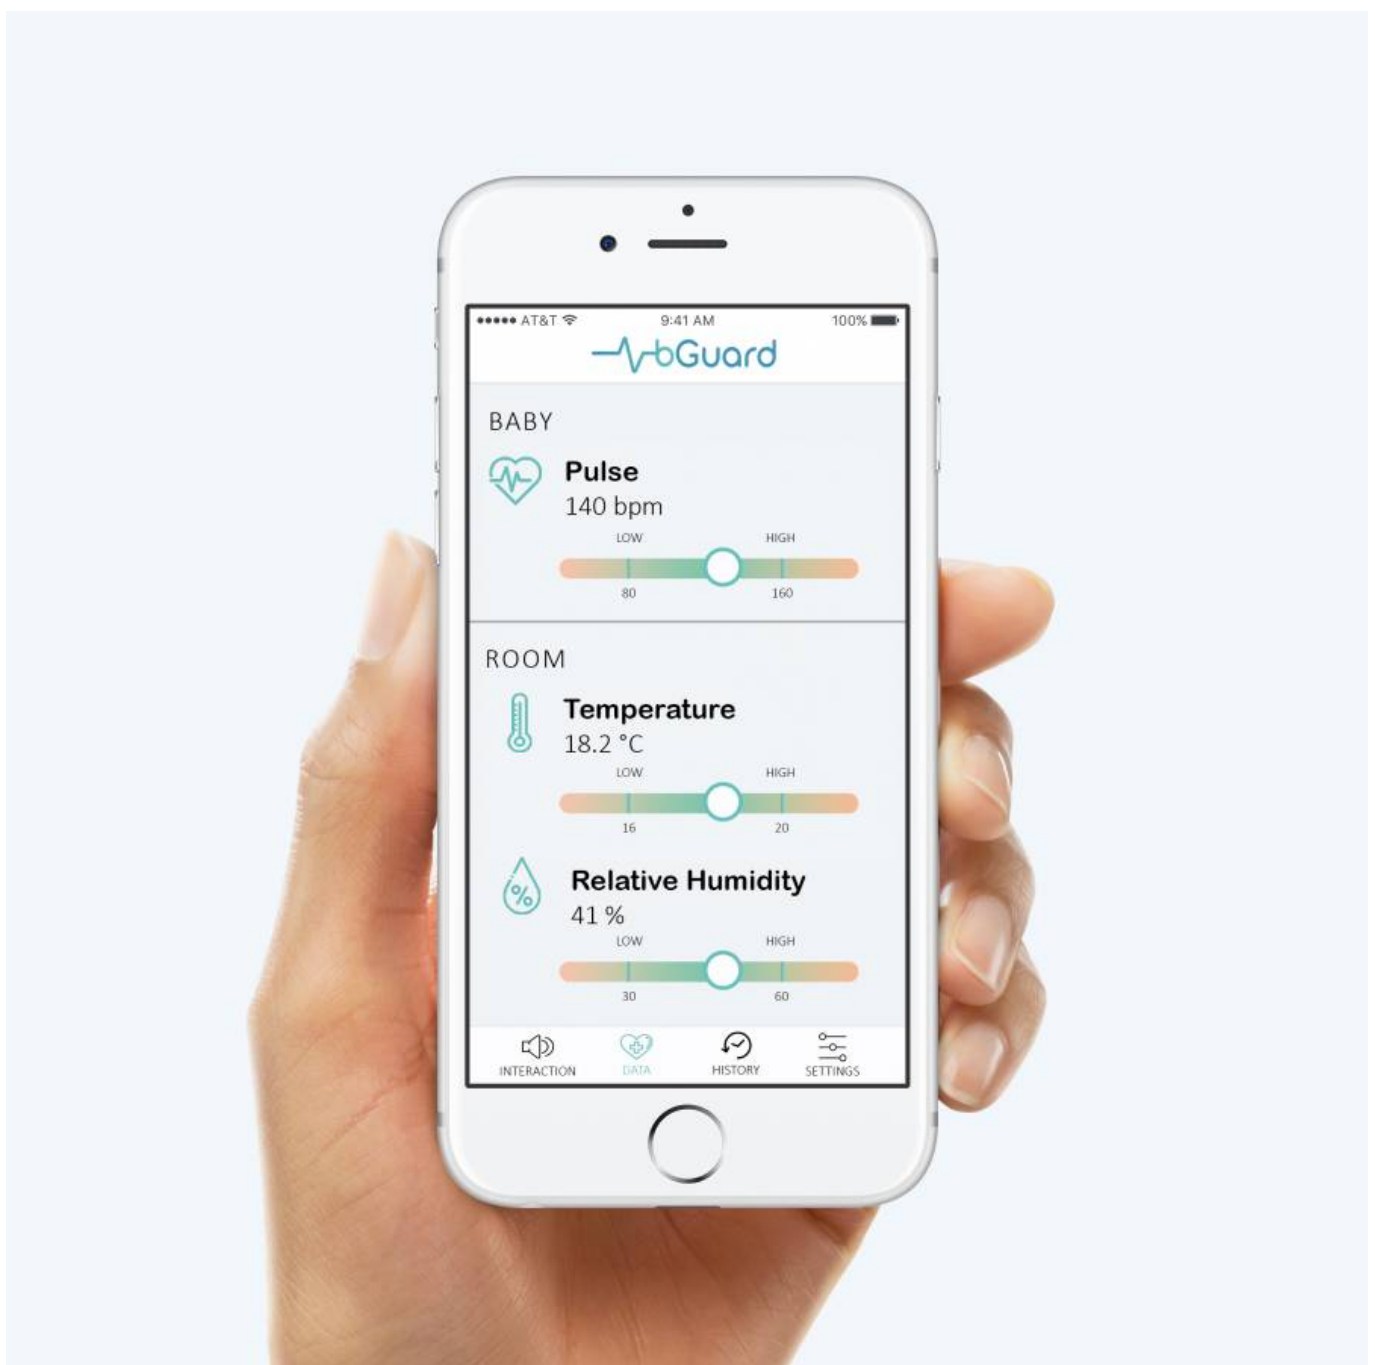 AT&T 9:41 AM 100%
bGuard
BABY
Pulse
140 bpm
LOW HIGH
80 160
ROOM
Temperature
18.2 °C
LOW HIGH
16 20
Relative Humidity
41 %
LOW HIGH
30 60
INTERACTION DATA HISTORY SETTINGS